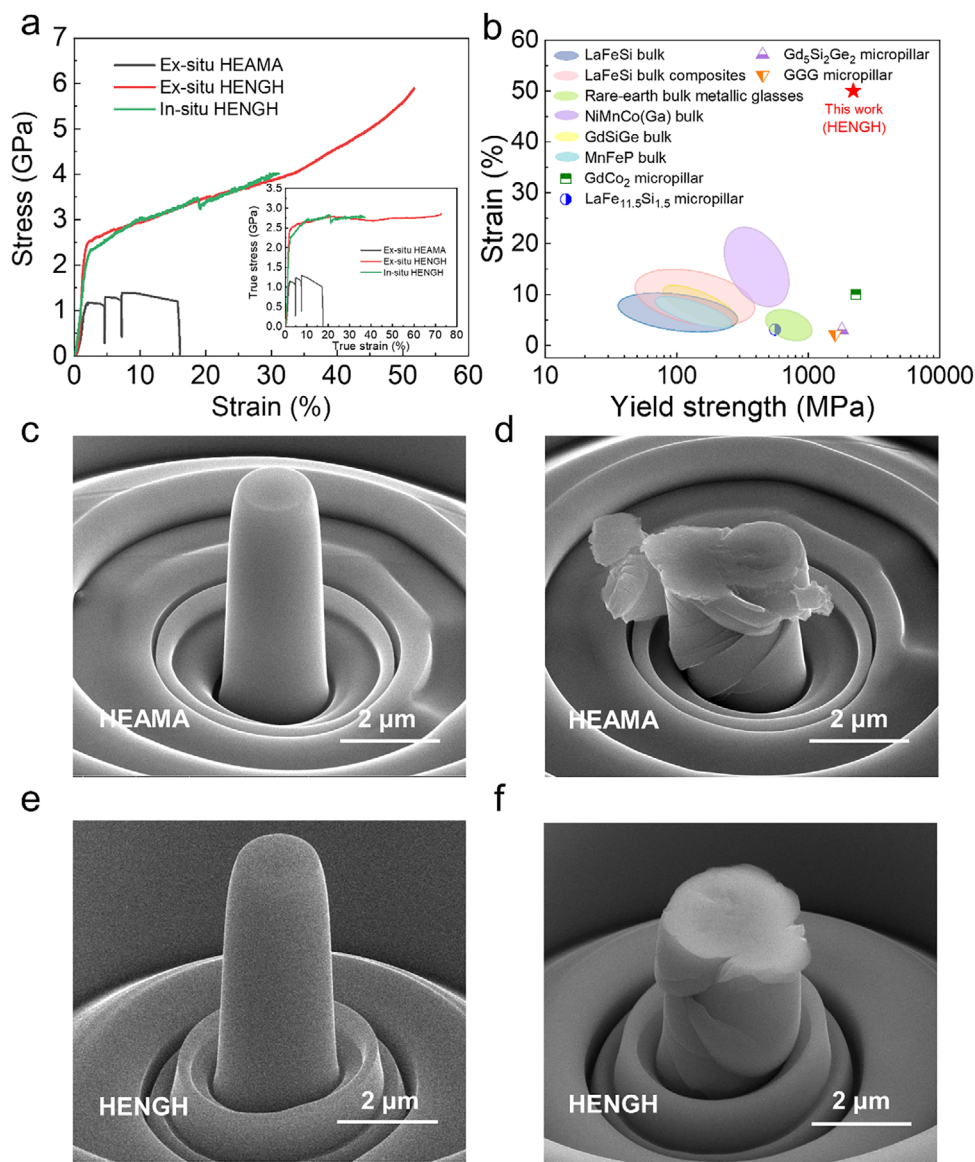 a
7
6
5
4
3
2
1
0
Stress (GPa)
0 10 20 30 40 50 60
Strain (%)
Ex-situ HEAMA
Ex-situ HENGH
In-situ HENGH
3.5
3.0
2.5
2.0
1.5
1.0
0.5
0.0
True stress (GPa)
0 10 20 30 40 50 60 70 80
True strain (%)
Ex-situ HEAMA
Ex-situ HENGH
In-situ HENGH
b
60
50
40
30
20
10
0
Strain (%)
10 100 1000 10000
Yield strength (MPa)
LaFeSi bulk
LaFeSi bulk composites
Rare-earth bulk metallic glasses
NiMnCo(Ga) bulk
GdSiGe bulk
MnFeP bulk
GdCo₂ micropillar
LaFe₁₁.₅Si₁.₅ micropillar
Gd₅Si₂Ge₂ micropillar
GGG micropillar
This work
(HENGH)
c
HEAMA
2 μm
d
HEAMA
2 μm
e
HENGH
2 μm
f
HENGH
2 μm